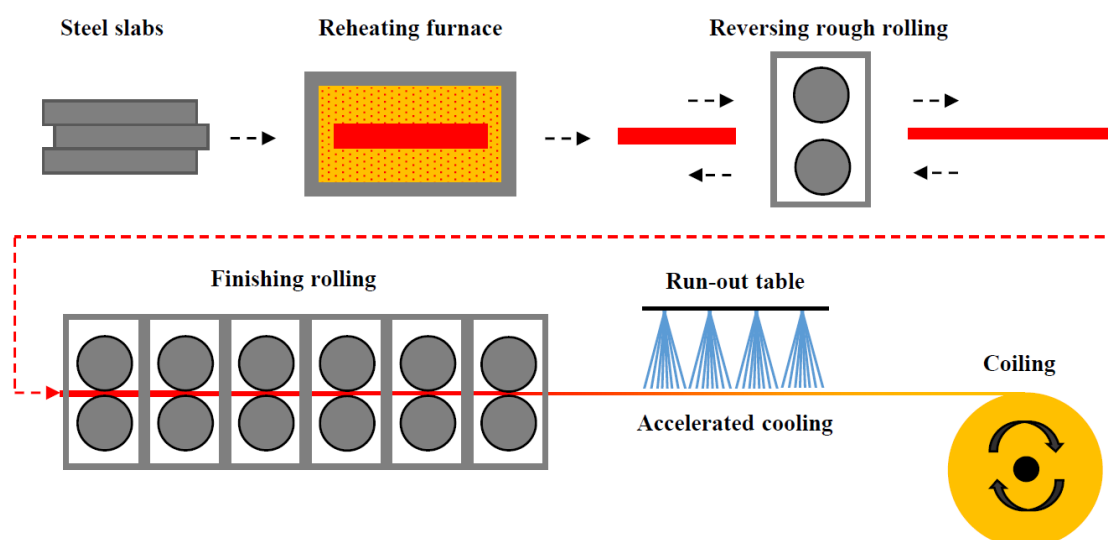 Steel slabs
Reheating furnace
Reversing rough rolling
Finishing rolling
Run-out table
Coiling
Accelerated cooling